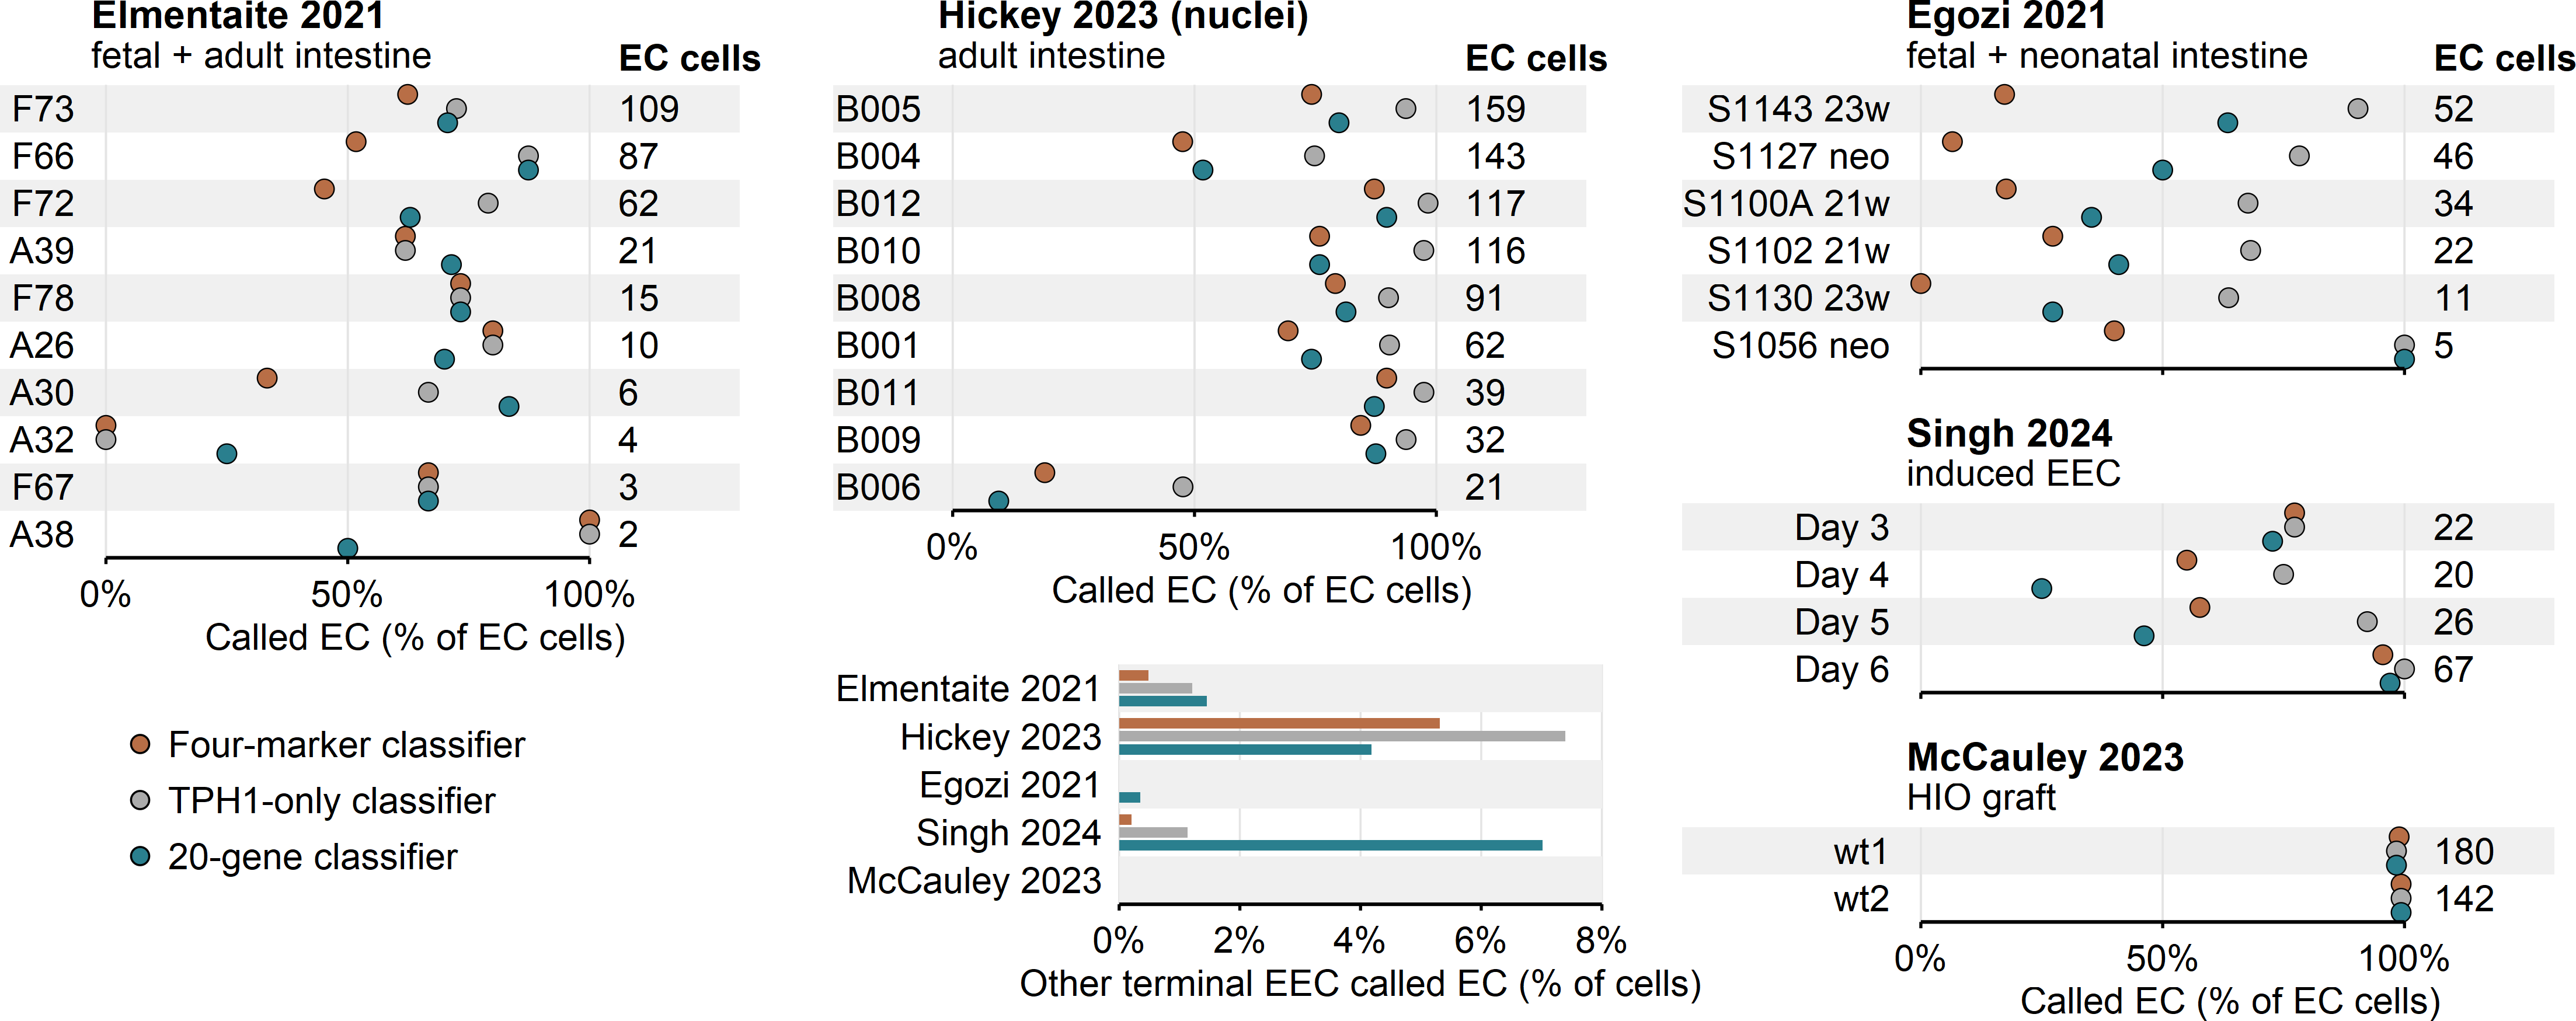 Elmentaite 2021
fetal + adult intestine
EC cells
F73 109
F66 87
F72 62
A39 21
F78 15
A26 10
A30 6
A32 4
F67 3
A38 2
0% 50% 100%
Called EC (% of EC cells)
Four-marker classifier
TPH1-only classifier
20-gene classifier
Hickey 2023 (nuclei)
adult intestine
EC cells
B005 159
B004 143
B012 117
B010 116
B008 91
B001 62
B011 39
B009 32
B006 21
0% 50% 100%
Called EC (% of EC cells)
Elmentaite 2021
Hickey 2023
Egozi 2021
Singh 2024
McCauley 2023
0% 2% 4% 6% 8%
Other terminal EEC called EC (% of cells)
Egozi 2021
fetal + neonatal intestine
EC cells
S1143 23w 52
S1127 neo 46
S1100A 21w 34
S1102 21w 22
S1130 23w 11
S1056 neo 5
Singh 2024
induced EEC
Day 3 22
Day 4 20
Day 5 26
Day 6 67
McCauley 2023
HIO graft
wt1 180
wt2 142
0% 50% 100%
Called EC (% of EC cells)